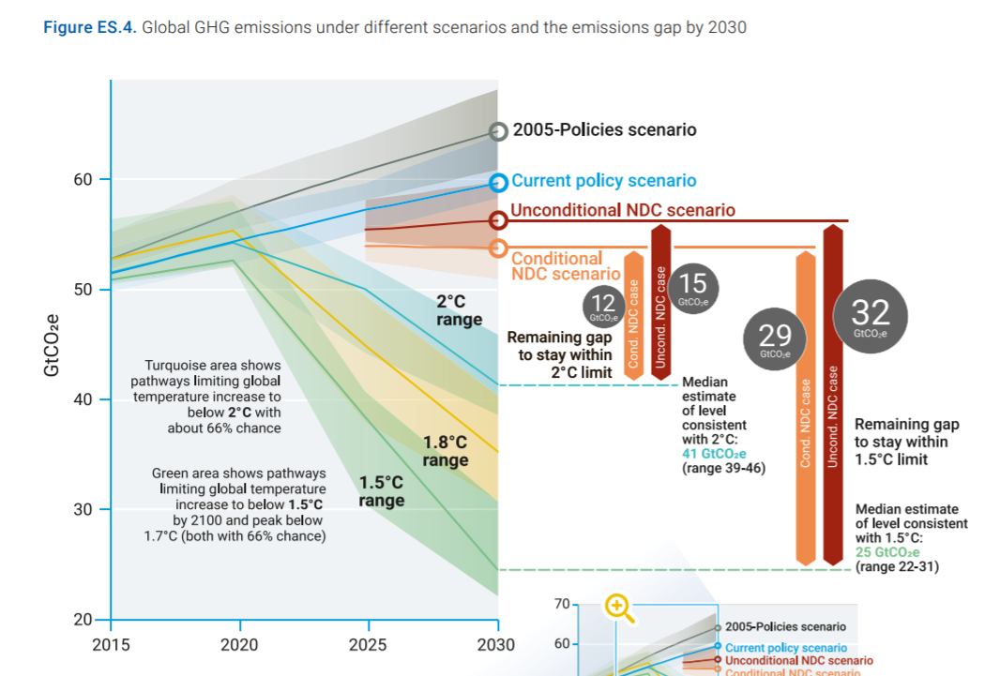 Figure ES.4. Global GHG emissions under different scenarios and the emissions gap by 2030
GtCO₂e
60
50
40
30
20
2015
2020
2025
2030
2005-Policies scenario
Current policy scenario
Unconditional NDC scenario
Conditional
NDC scenario
2°C
range
1.8°C
range
1.5°C
range
Turquoise area shows
pathways limiting global
temperature increase to
below 2°C with
about 66% chance
Green area shows pathways
limiting global temperature
increase to below 1.5°C
by 2100 and peak below
1.7°C (both with 66% chance)
12
GtCO₂e
Cond. NDC case
Uncond. NDC case
15
GtCO₂e
Remaining gap
to stay within
2°C limit
Median
estimate
of level
consistent
with 2°C:
41 GtCO₂e
(range 39-46)
29
GtCO₂e
Cond. NDC case
Uncond. NDC case
32
GtCO₂e
Remaining gap
to stay within
1.5°C limit
Median estimate
of level consistent
with 1.5°C:
25 GtCO₂e
(range 22-31)
70
60
2005-Policies scenario
Current policy scenario
Unconditional NDC scenario
Conditional NDC scenario